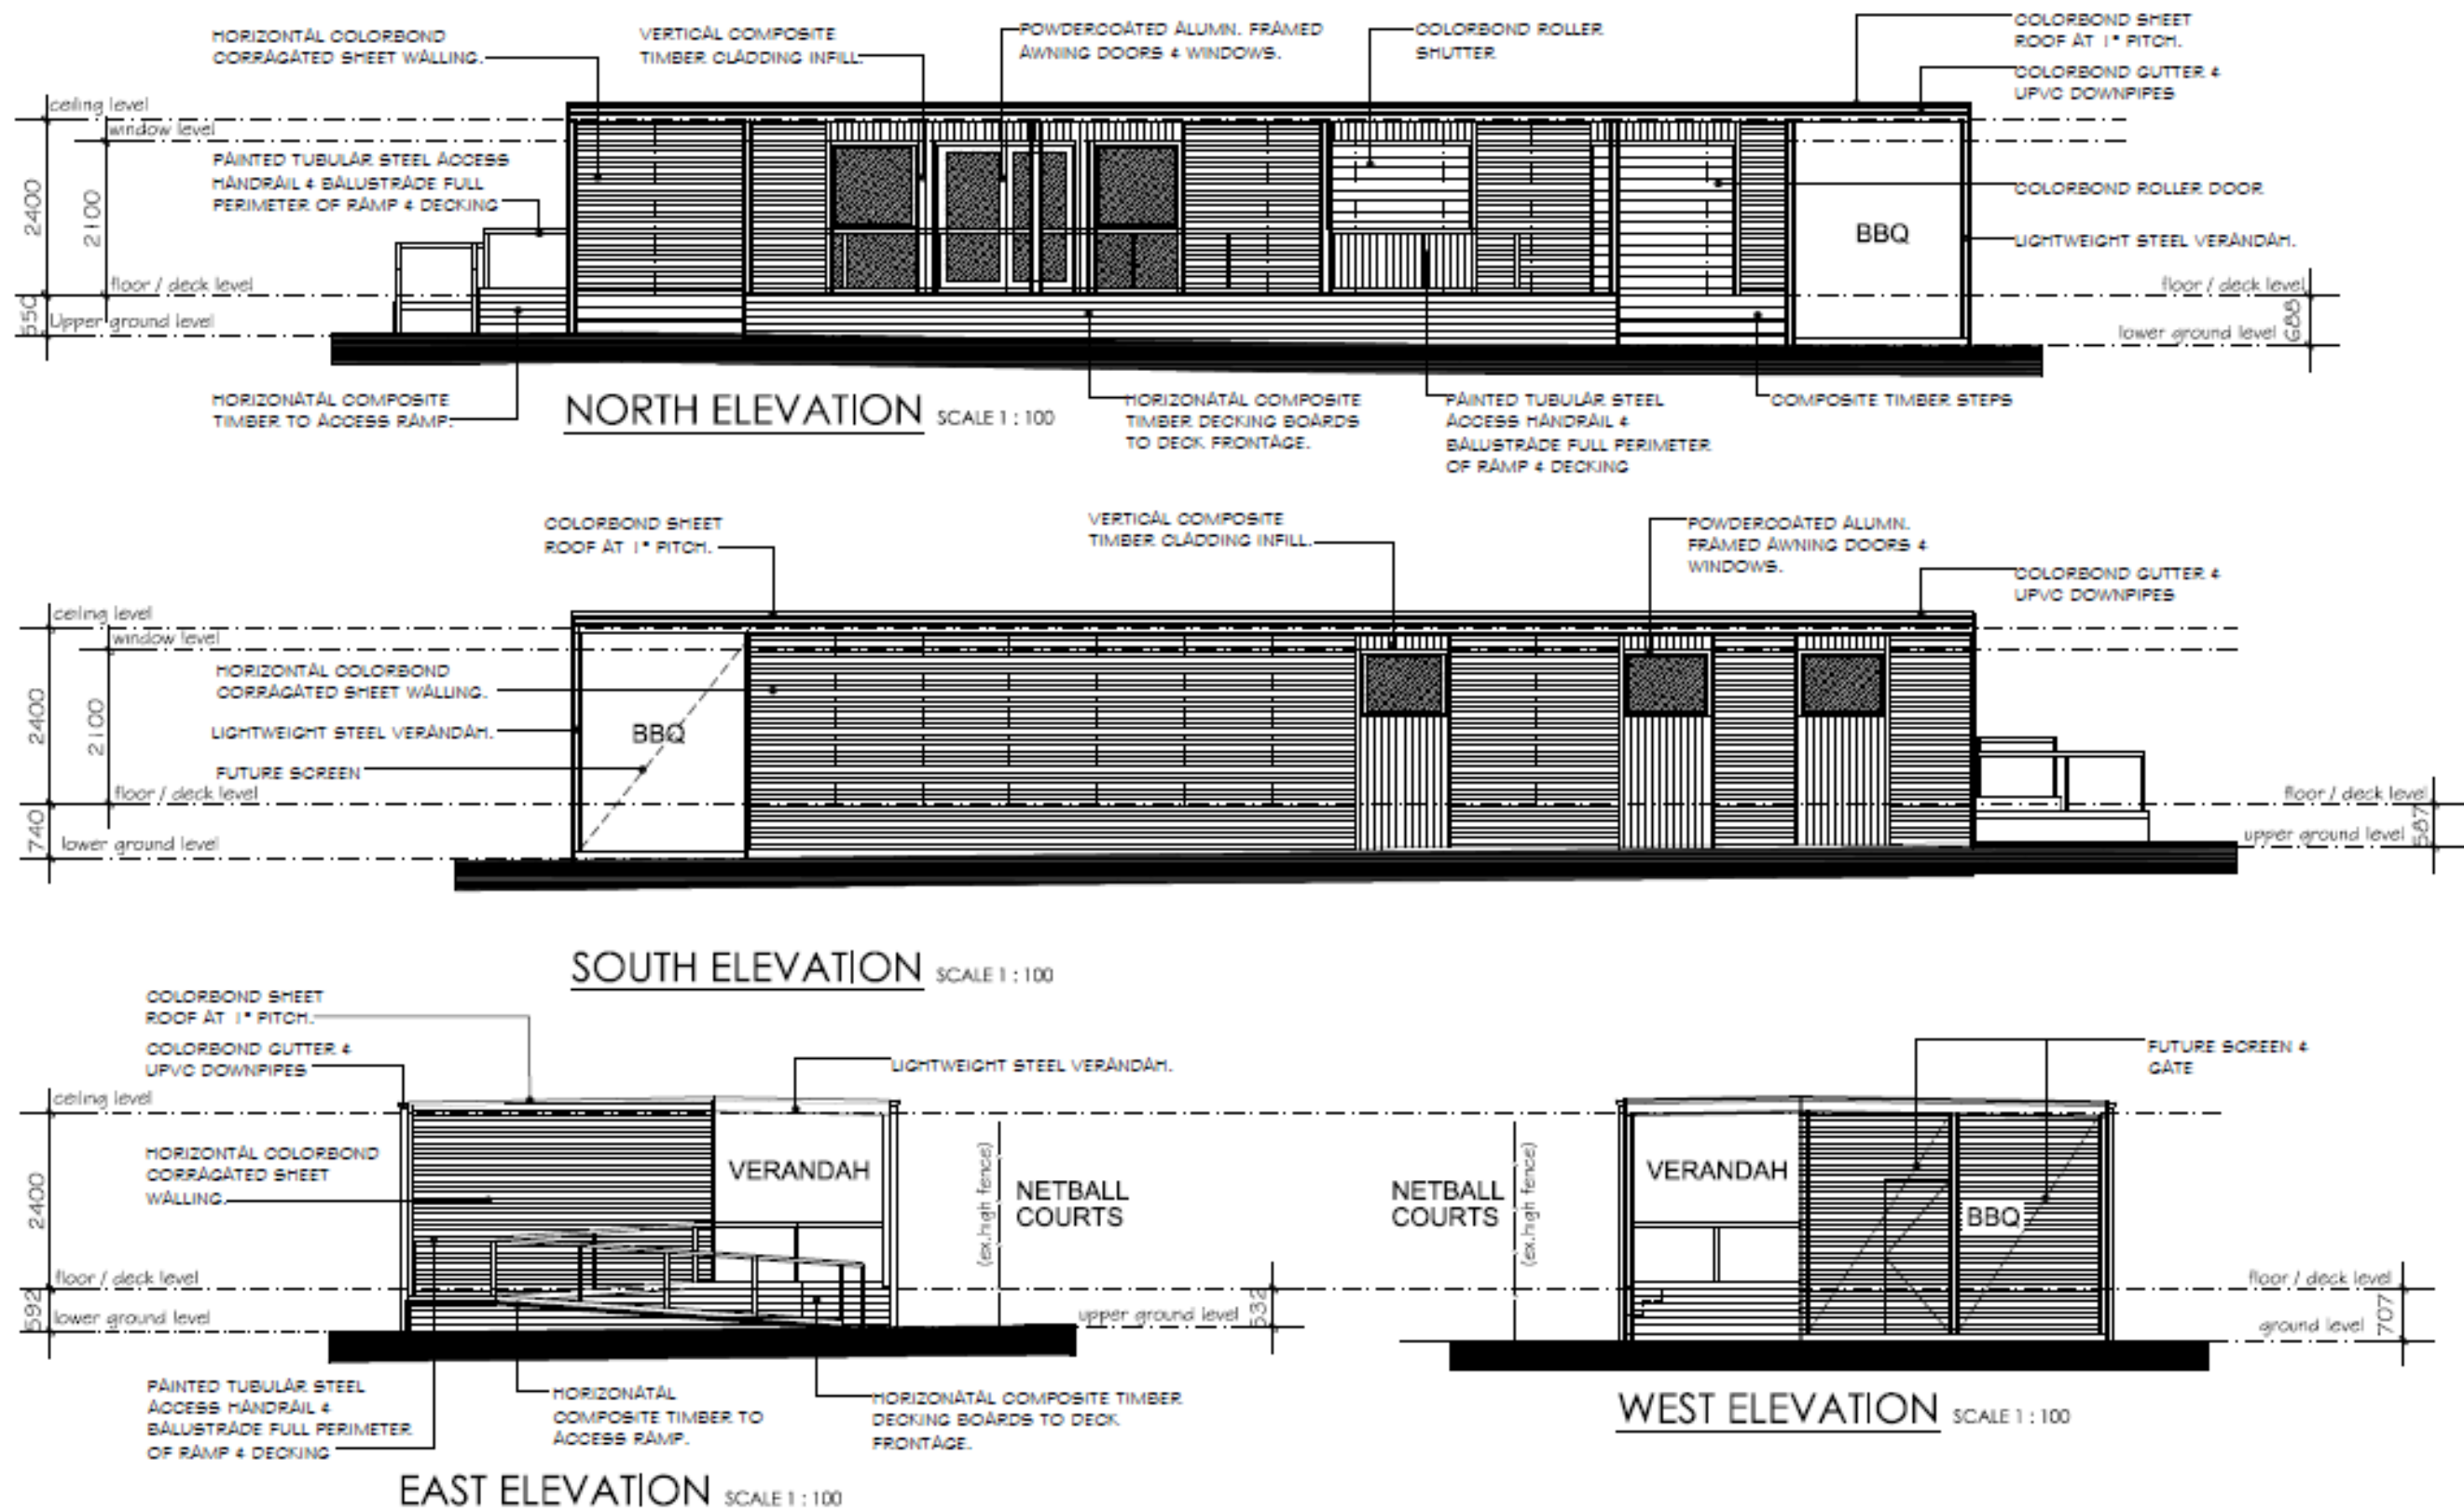 HORIZONTAL COLORBOND
CORRAGATED SHEET WALLING.
VERTICAL COMPOSITE
TIMBER CLADDING INFILL.
POWDERCOATED ALUMN. FRAMED
AWNING DOORS & WINDOWS.
COLORBOND ROLLER
SHUTTER
COLORBOND SHEET
ROOF AT 1° PITCH.
COLORBOND GUTTER &
UPVC DOWNPIPES
ceiling level
window level
PAINTED TUBULAR STEEL ACCESS
HANDRAIL & BALUSTRADE FULL
PERIMETER OF RAMP & DECKING
2400
2100
COLORBOND ROLLER DOOR
BBQ
LIGHTWEIGHT STEEL VERANDAH.
floor / deck level
550
Upper ground level
floor / deck level
lower ground level
688
HORIZONATAL COMPOSITE
TIMBER TO ACCESS RAMP.
NORTH ELEVATION SCALE 1 : 100
HORIZONATAL COMPOSITE
TIMBER DECKING BOARDS
TO DECK FRONTAGE.
PAINTED TUBULAR STEEL
ACCESS HANDRAIL &
BALUSTRADE FULL PERIMETER
OF RAMP & DECKING
COMPOSITE TIMBER STEPS
COLORBOND SHEET
ROOF AT 1° PITCH.
VERTICAL COMPOSITE
TIMBER CLADDING INFILL.
POWDERCOATED ALUMN.
FRAMED AWNING DOORS &
WINDOWS.
COLORBOND GUTTER &
UPVC DOWNPIPES
ceiling level
window level
HORIZONTAL COLORBOND
CORRAGATED SHEET WALLING.
2400
2100
LIGHTWEIGHT STEEL VERANDAH.
BBQ
FUTURE SCREEN
floor / deck level
740
lower ground level
floor / deck level
upper ground level
587
SOUTH ELEVATION SCALE 1 : 100
COLORBOND SHEET
ROOF AT 1° PITCH.
COLORBOND GUTTER &
UPVC DOWNPIPES
LIGHTWEIGHT STEEL VERANDAH.
ceiling level
HORIZONTAL COLORBOND
CORRAGATED SHEET
WALLING.
2400
VERANDAH
(ex.high fence)
NETBALL
COURTS
floor / deck level
592
lower ground level
upper ground level
532
PAINTED TUBULAR STEEL
ACCESS HANDRAIL &
BALUSTRADE FULL PERIMETER
OF RAMP & DECKING
HORIZONATAL
COMPOSITE TIMBER TO
ACCESS RAMP.
HORIZONATAL COMPOSITE TIMBER
DECKING BOARDS TO DECK
FRONTAGE.
EAST ELEVATION SCALE 1 : 100
FUTURE SCREEN &
GATE
NETBALL
COURTS
(ex.high fence)
VERANDAH
BBQ
floor / deck level
ground level
707
WEST ELEVATION SCALE 1 : 100